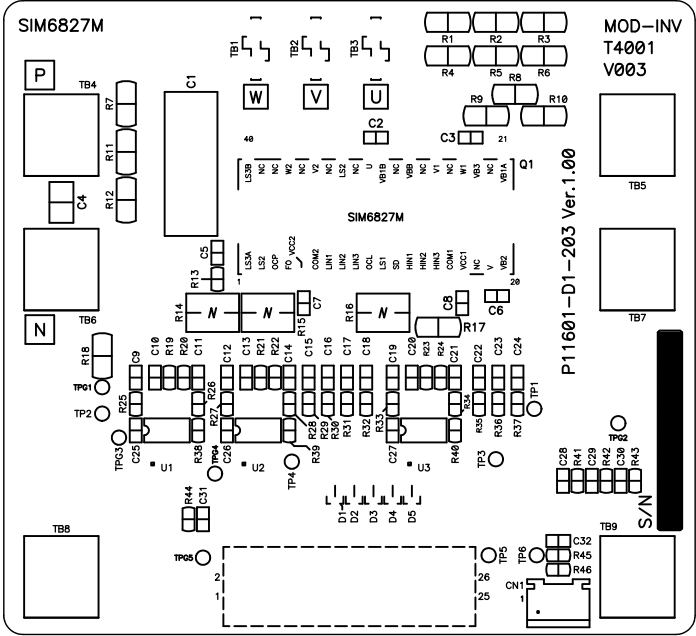 SIM6827M
MOD-INV
T4001
V003
TB1
TB2
TB3
R1
R2
R3
R4
R5
R6
P
TB4
C1
W
V
U
R8
R7
R9
R10
C2
C3
40
21
R11
Q1
LS3B
NC
W2
NC
V2
NC
LS2
NC
U
VB1B
NC
VBB
NC
V1
NC
W1
VB3
NC
VB1A
TB5
C4
R12
SIM6827M
P11601-D1-203 Ver.1.00
C5
LS3A
LS2
OCP
FO
VCC2
COM2
LIN1
LIN2
LIN3
OCL
LS1
SD
HIN1
HIN2
HIN3
COM1
VCC1
NC
V
VB2
R13
1
20
R14
N
N
R15
C7
R16
N
C8
C6
TB6
TB7
N
R17
R18
C9
C10
R19
R20
C11
C12
C13
R21
R22
C14
C15
C16
C17
C18
C19
C20
R23
R24
C21
C22
C23
C24
TPG1
R25
R26
R27
R28
R29
R30
R31
R32
R33
R34
R35
R36
R37
TP1
TP2
TPG3
C25
R38
C26
R39
C27
R40
TPG2
U1
TPG4
U2
TP4
U3
TP3
C28
R41
C29
R42
C30
R43
R44
C31
D1
D2
D3
D4
D5
S/N
TB8
TB9
C32
TPG5
TP5
TP6
R45
R46
2
26
CN1
1
25
1